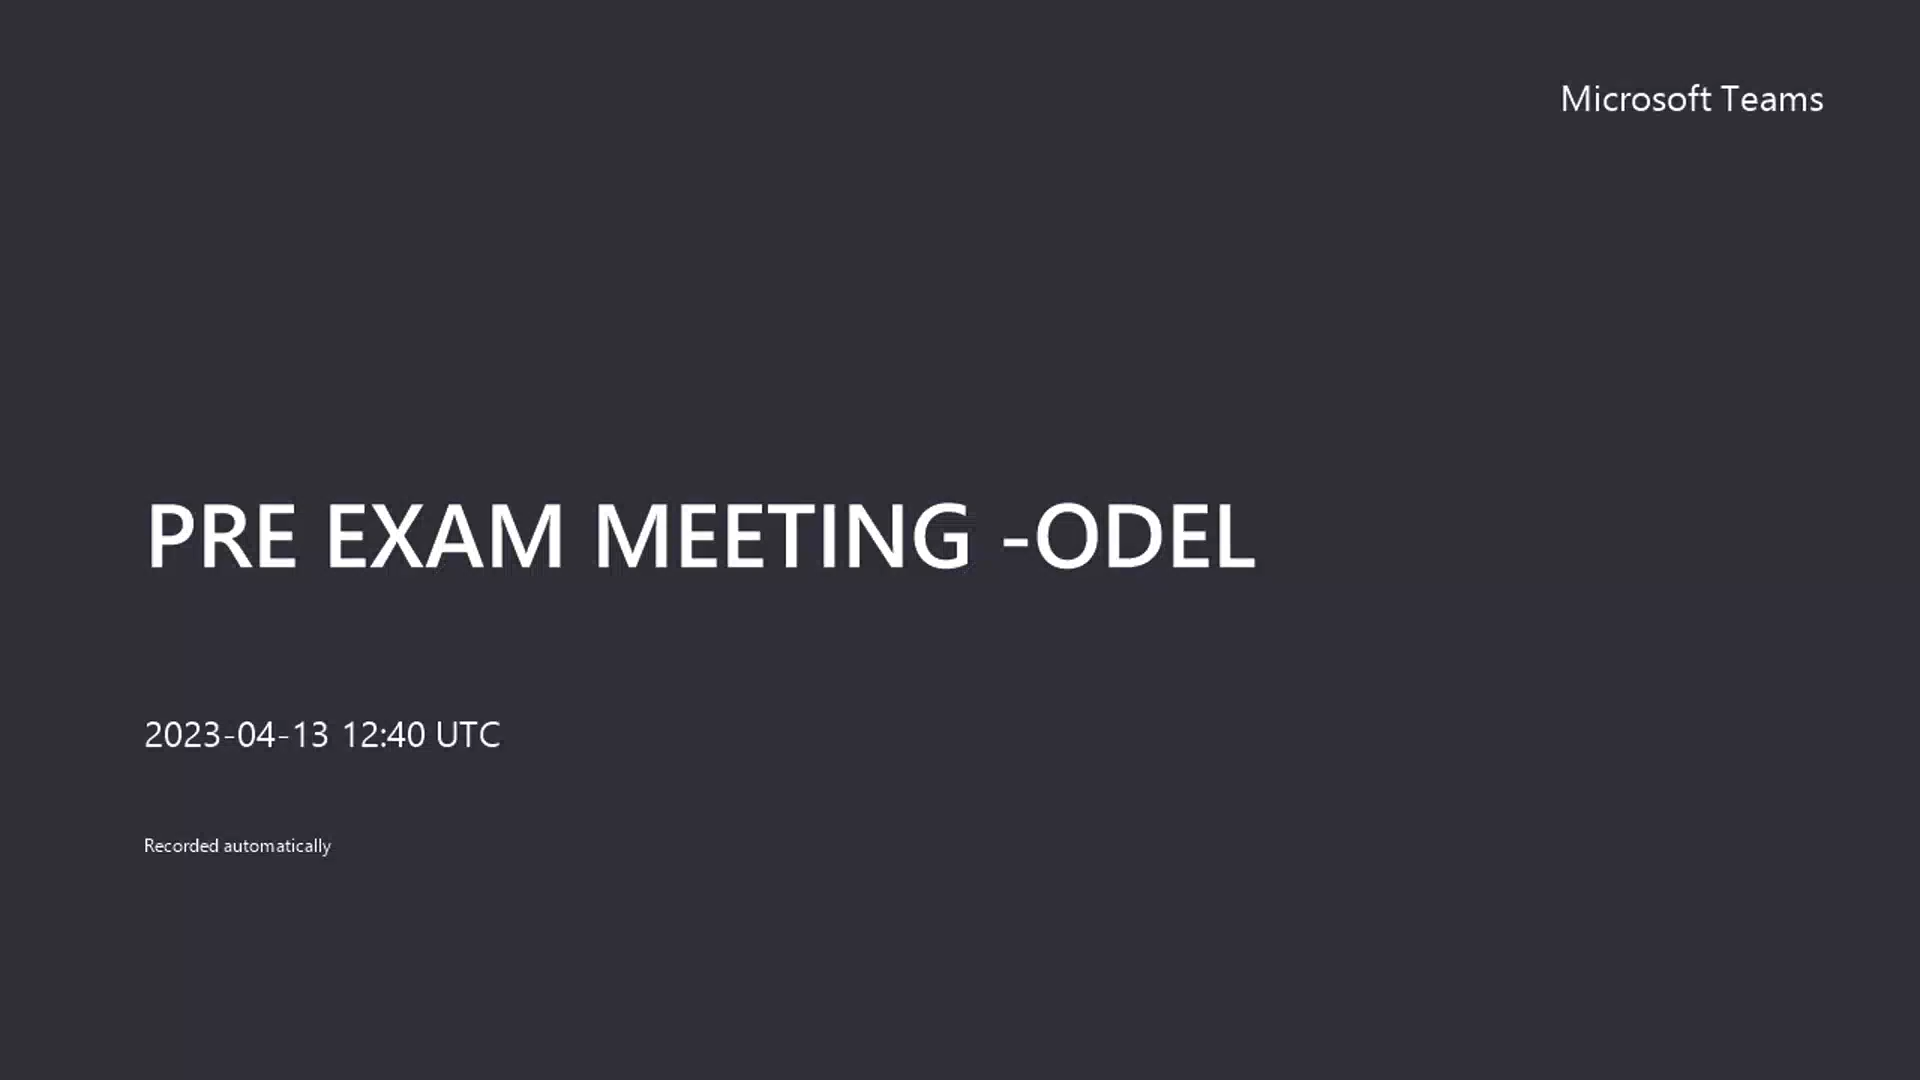 Microsoft Teams
PRE EXAM MEETING -ODEL
2023-04-13 12:40 UTC
Recorded automatically